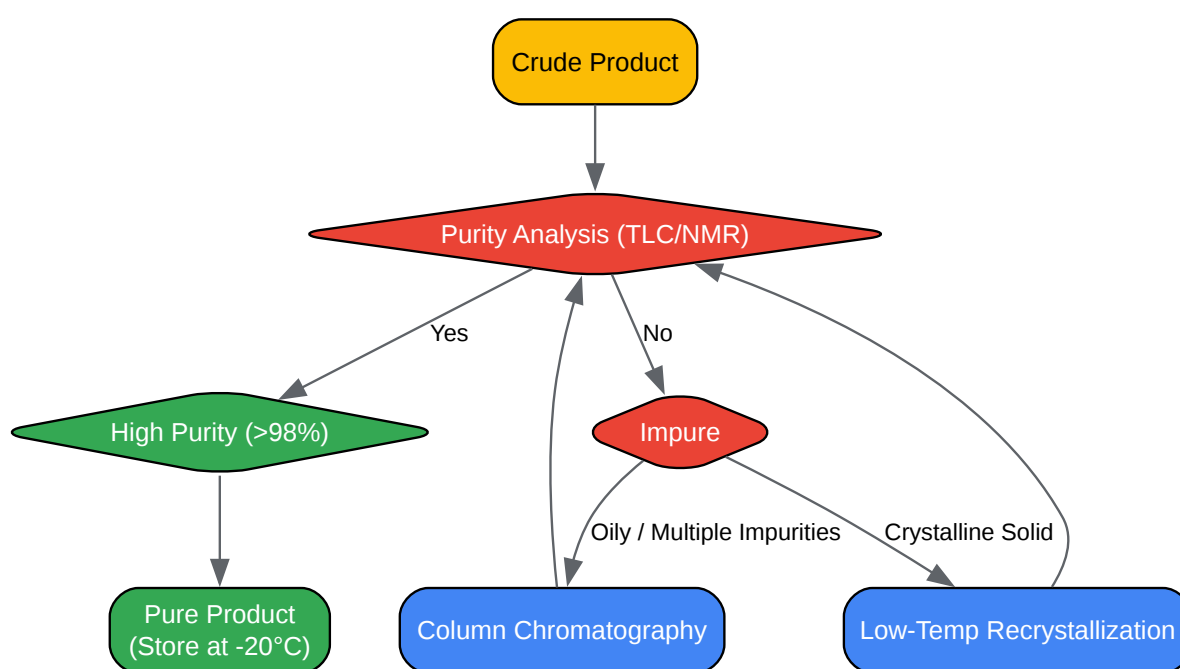 Crude Product
Purity Analysis (TLC/NMR)
Yes
No
High Purity (>98%)
Impure
Oily / Multiple Impurities
Crystalline Solid
Pure Product
(Store at -20°C)
Column Chromatography
Low-Temp Recrystallization